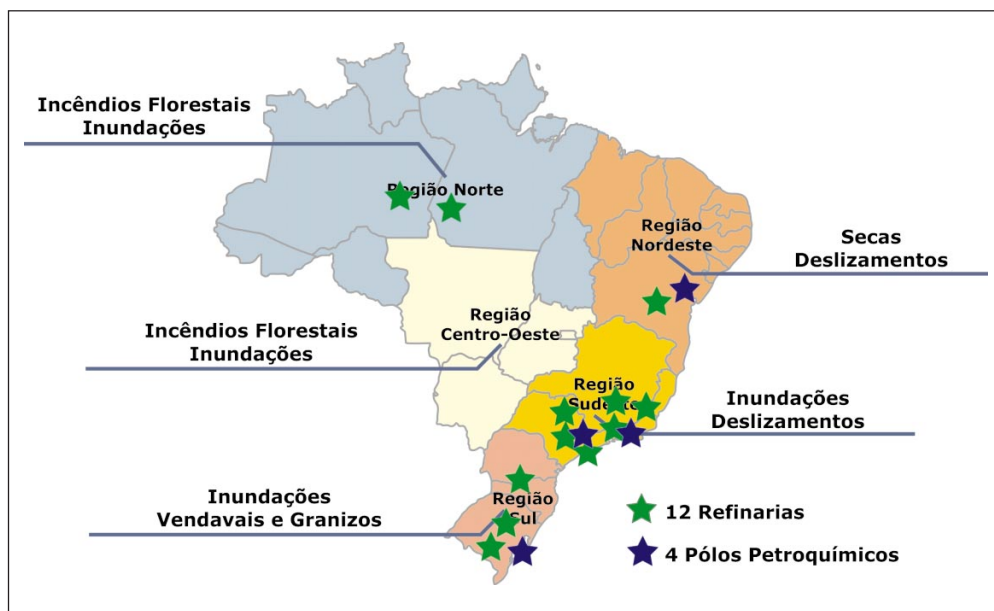 Incêndios Florestais
Inundações
Região Norte
Região
Nordeste
Secas
Deslizamentos
Região
Centro-Oeste
Incêndios Florestais
Inundações
Região
Sudeste
Inundações
Deslizamentos
Inundações
Vendavais e Granizos
Região
Sul
12 Refinarias
4 Pólos Petroquímicos